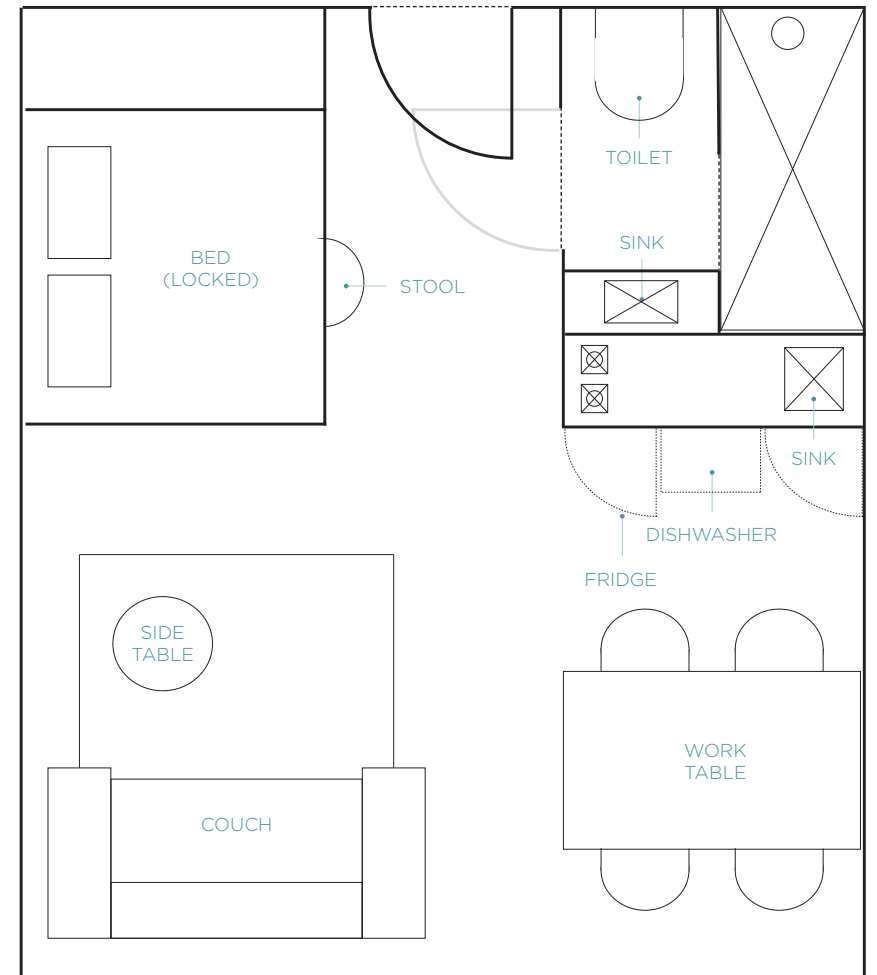 TOILET
SINK
BED
(LOCKED)
STOOL
SINK
DISHWASHER
FRIDGE
SIDE
TABLE
WORK
TABLE
COUCH